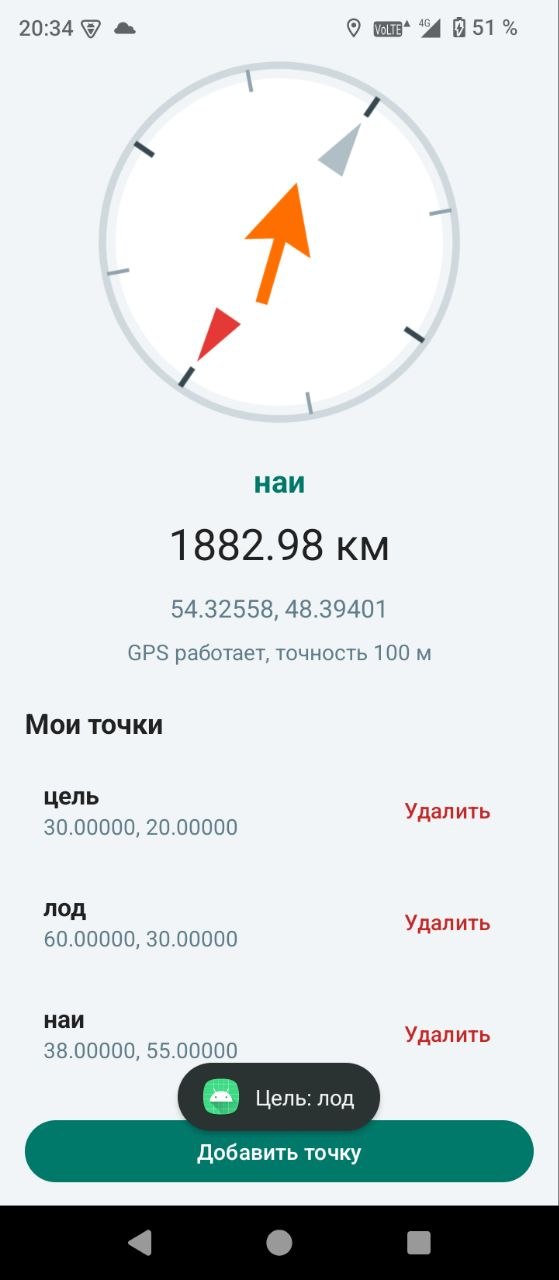 20:34 VoLTE 4G 51 %
наи
1882.98 км
54.32558, 48.39401
GPS работает, точность 100 м
Мои точки
цель
30.00000, 20.00000
Удалить
лод
60.00000, 30.00000
Удалить
наи
38.00000, 55.00000
Удалить
Цель: лод
Добавить точку